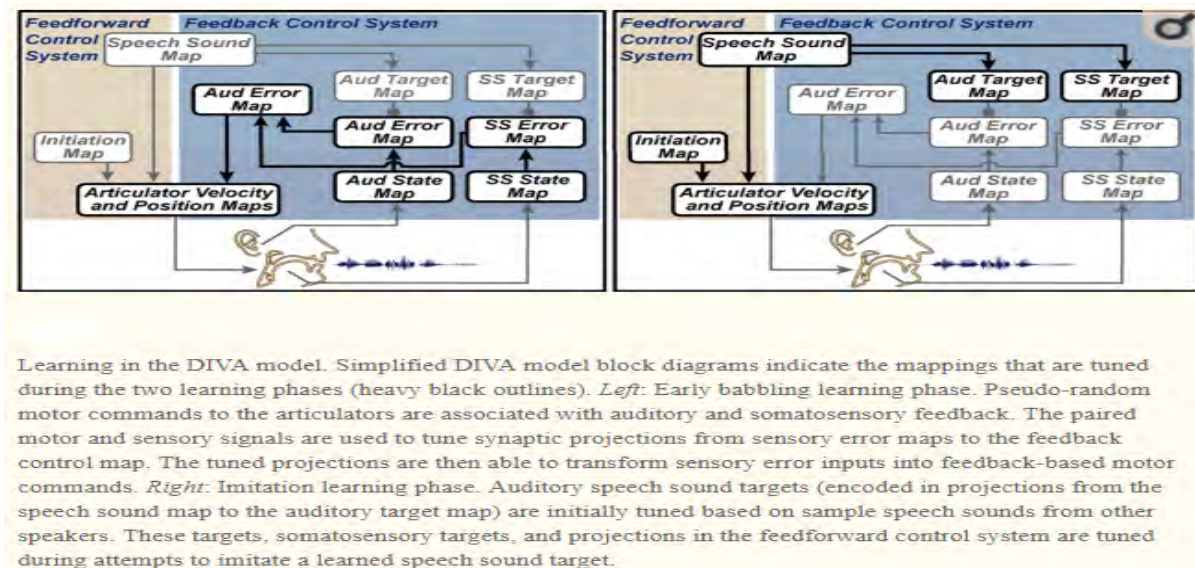 Feedforward Control System
Feedback Control System
Speech Sound Map
Aud Target Map
SS Target Map
Aud Error Map
Aud Error Map
SS Error Map
Initiation Map
Aud State Map
SS State Map
Articulator Velocity and Position Maps
Feedforward Control System
Feedback Control System
Speech Sound Map
Aud Target Map
SS Target Map
Aud Error Map
Aud Error Map
SS Error Map
Initiation Map
Aud State Map
SS State Map
Articulator Velocity and Position Maps
Learning in the DIVA model. Simplified DIVA model block diagrams indicate the mappings that are tuned
during the two learning phases (heavy black outlines). Left: Early babbling learning phase. Pseudo-random
motor commands to the articulators are associated with auditory and somatosensory feedback. The paired
motor and sensory signals are used to tune synaptic projections from sensory error maps to the feedback
control map. The tuned projections are then able to transform sensory error inputs into feedback-based motor
commands. Right: Imitation learning phase. Auditory speech sound targets (encoded in projections from the
speech sound map to the auditory target map) are initially tuned based on sample speech sounds from other
speakers. These targets, somatosensory targets, and projections in the feedforward control system are tuned
during attempts to imitate a learned speech sound target.